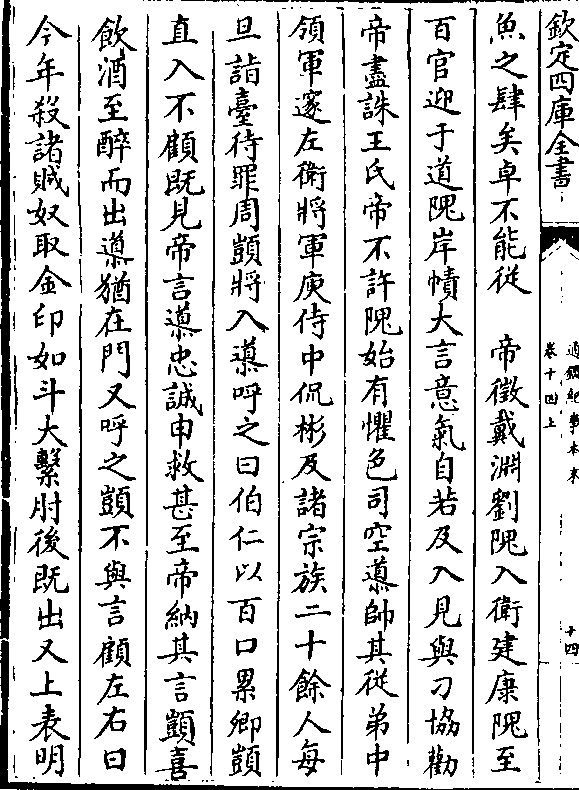 欽定四庫全書
通鑑紀事本末
卷十四上
十四
魚之肆矣卓不能從　帝徵戴淵劉隗入衛建康隗至
百官迎于道隗岸幘大言意氣自若及入見與刁協勸
帝盡誅王氏帝不許隗始有懼色司空導帥其從弟中
領軍邃左衛將軍廙侍中侃彬及諸宗族二十餘人每
旦詣臺待罪周顗將入導呼之曰伯仁以百口累卿顗
直入不顧既見帝言導忠誠申救甚至帝納其言顗喜
飲酒至醉而出導猶在門又呼之顗不與言顧左右曰
今年殺諸賊奴取金印如斗大繫肘後既出又上表明